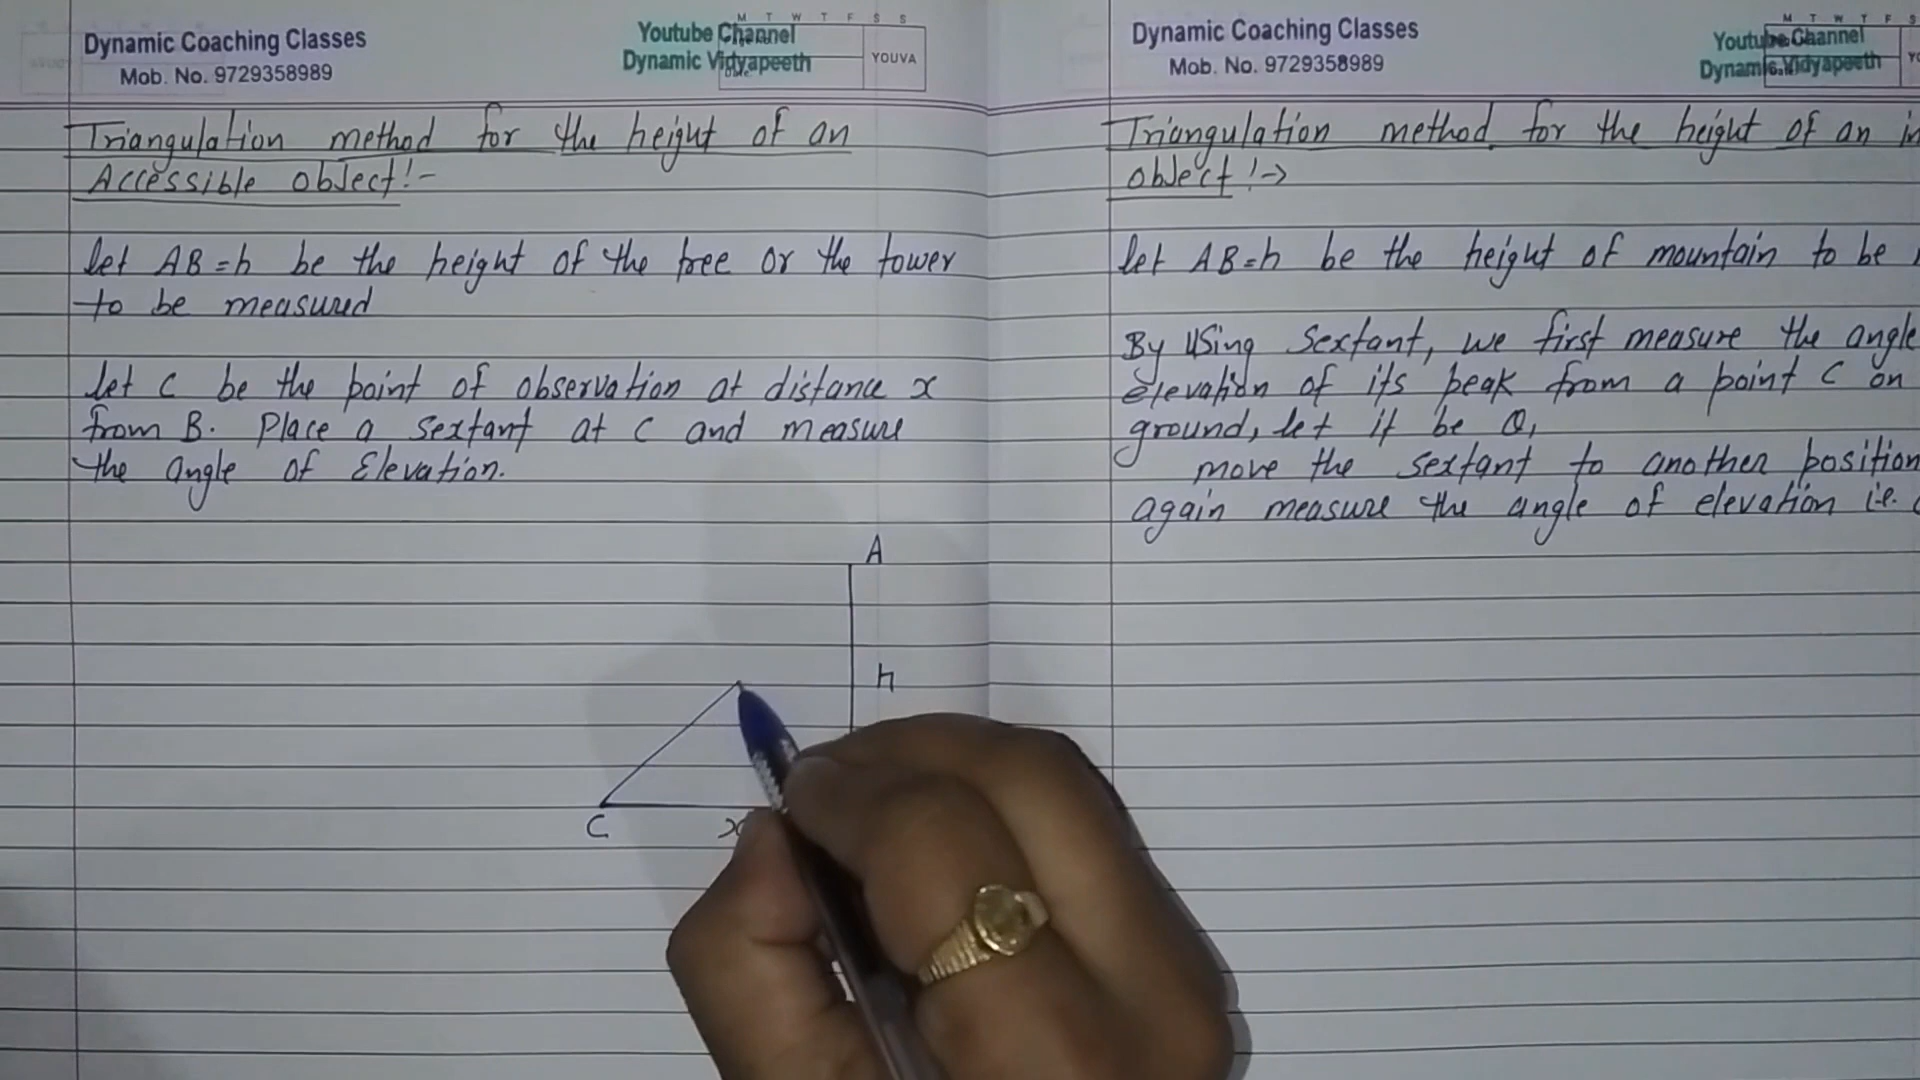 Dynamic Coaching Classes
Mob. No. 9729358989
Youtube Channel
Dynamic Vidyapeeth
M T W T F S S
YOUVA
Triangulation method for the height of an
Accessible object!-
let AB=h be the height of the tree or the tower
to be measured
let C be the point of observation at distance x
from B. Place a sextant at C and measure
the angle of Elevation.
A
h
C
x
Dynamic Coaching Classes
Mob. No. 9729358989
Youtube Channel
Dynamic Vidyapeeth
M T W T F S
Triangulation method for the height of an in
object!->
let AB=h be the height of mountain to be
By using Sextant, we first measure the angle
elevation of its peak from a point C on
ground, let it be θ1
move the sextant to another position
again measure the angle of elevation i.e.